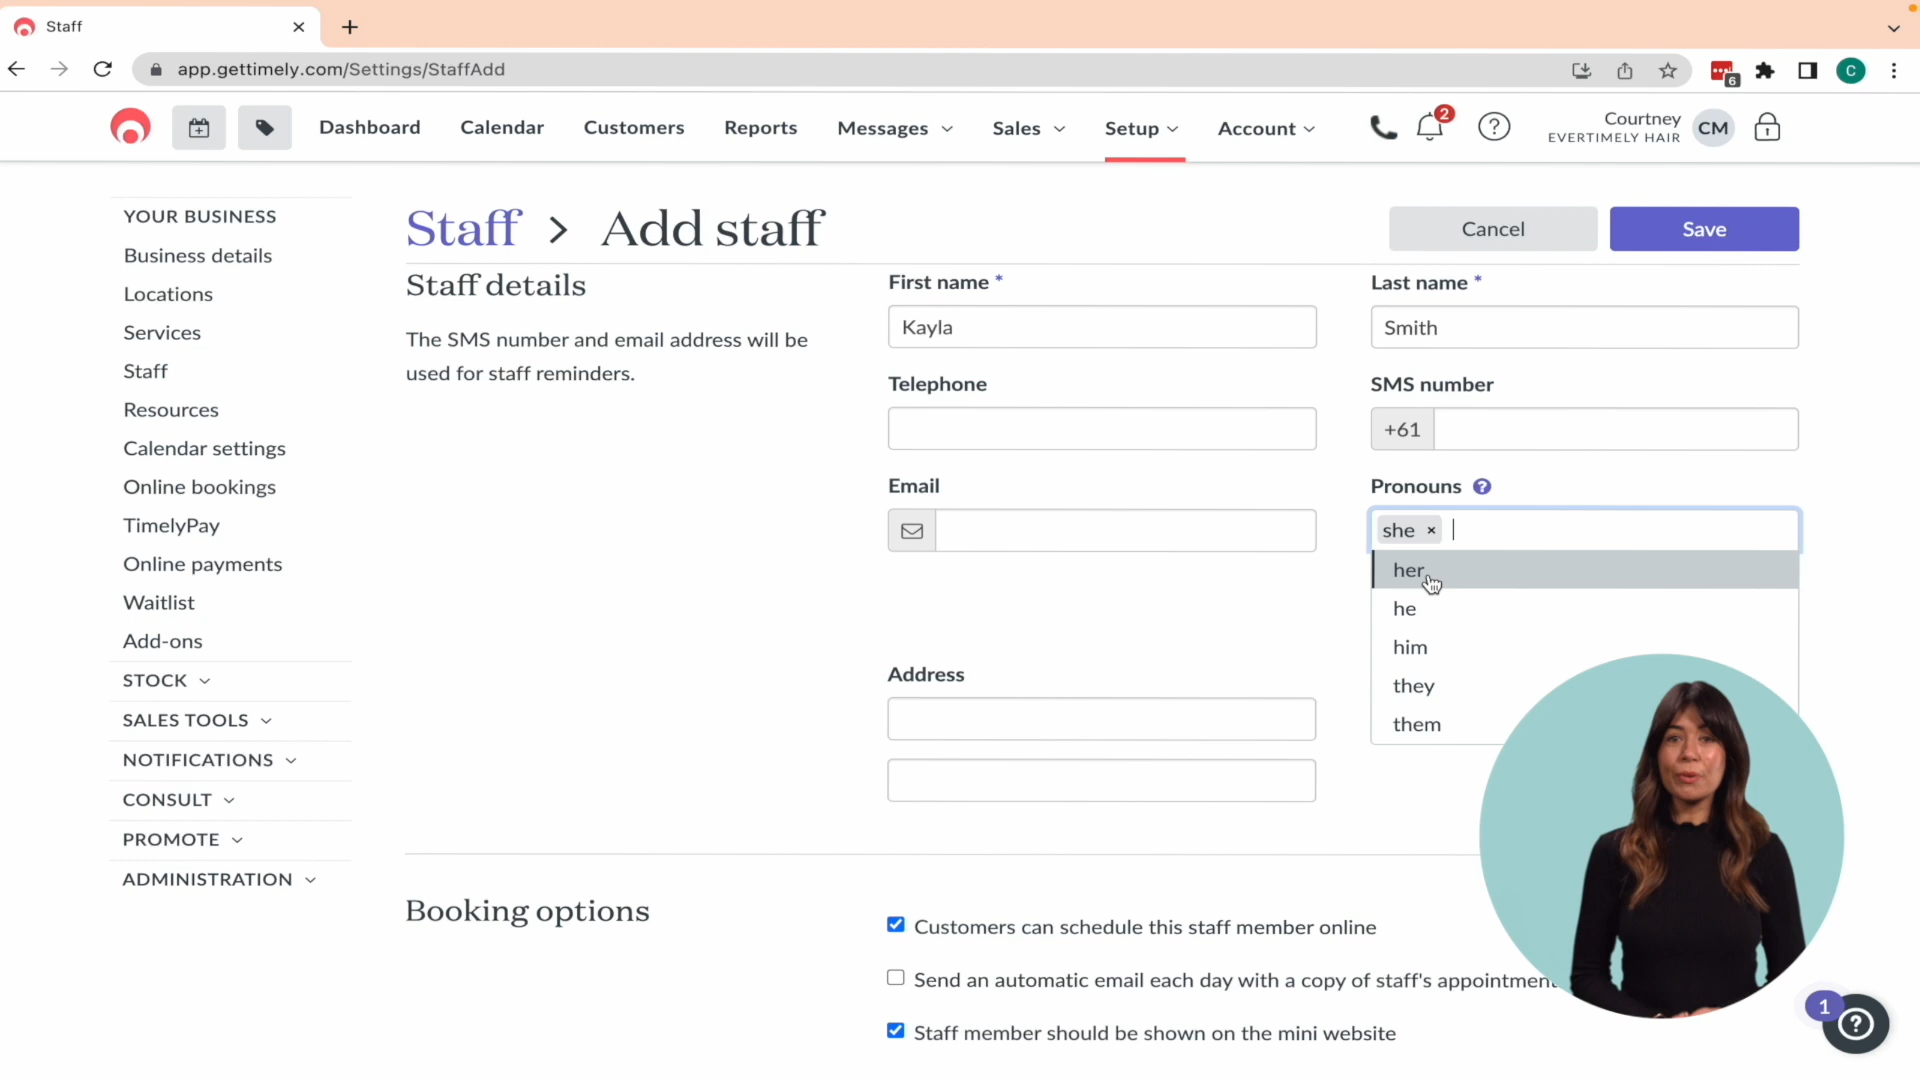 Staff
app.gettimely.com/Settings/StaffAdd
6
C
Dashboard
Calendar
Customers
Reports
Messages
Sales
Setup
Account
2
Courtney
EVERTIMELY HAIR
CM
YOUR BUSINESS
Business details
Locations
Services
Staff
Resources
Calendar settings
Online bookings
TimelyPay
Online payments
Waitlist
Add-ons
STOCK
SALES TOOLS
NOTIFICATIONS
CONSULT
PROMOTE
ADMINISTRATION
Staff > Add staff
Cancel
Save
Staff details
The SMS number and email address will be
used for staff reminders.
First name *
Kayla
Last name *
Smith
Telephone
SMS number
+61
Email
Pronouns ?
she ×
her
he
him
they
them
Address
Booking options
Customers can schedule this staff member online
Send an automatic email each day with a copy of staff's appointment
Staff member should be shown on the mini website
1